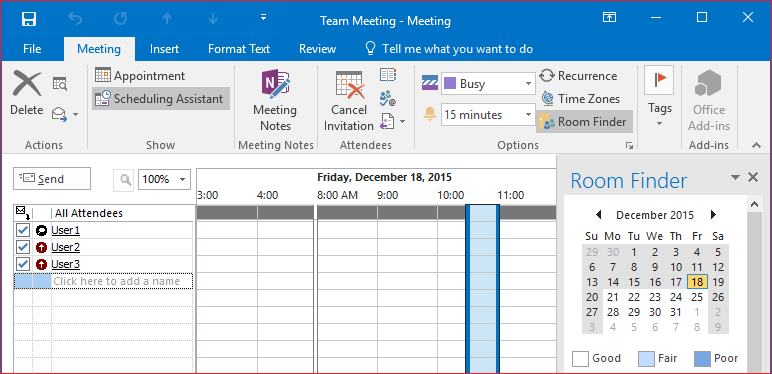 Team Meeting - Meeting
File Meeting Insert Format Text Review Tell me what you want to do
Delete
Actions
Appointment
Scheduling Assistant
Show
Meeting
Notes
Meeting Notes
Cancel
Invitation
Attendees
Busy
15 minutes
Recurrence
Time Zones
Room Finder
Options
Tags
Office
Add-ins
Add-ins
Send 100%
Friday, December 18, 2015
3:00 4:00 8:00 AM 9:00 10:00 11:00
All Attendees
User1
User2
User3
Click here to add a name
Room Finder
December 2015
Su Mo Tu We Th Fr Sa
29 30 1 2 3 4 5
6 7 8 9 10 11 12
13 14 15 16 17 18 19
20 21 22 23 24 25 26
27 28 29 30 31 1 2
3 4 5 6 7 8 9
Good Fair Poor